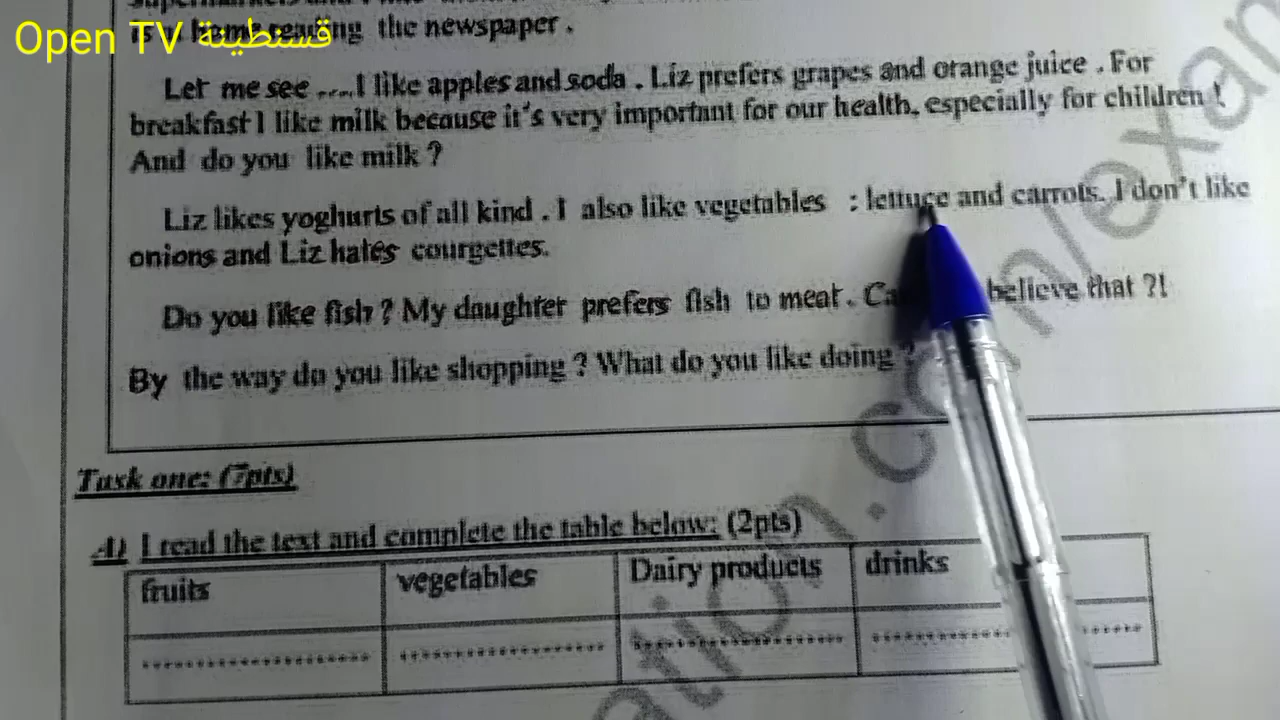 Open TV قسنطينة
is home reading the newspaper .
Let me see ....I like apples and soda . Liz prefers grapes and orange juice . For
breakfast I like milk because it's very important for our health, especially for children !
And do you like milk ?
Liz likes yoghurts of all kind . I also like vegetables : lettuce and carrots. I don't like
onions and Liz hates courgettes.
Do you like fish ? My daughter prefers fish to meat . believe that ?!
By the way do you like shopping ? What do you like doing ?
Task one: (7pts)
A) I read the text and complete the table below: (2pts)
fruits vegetables Dairy products drinks